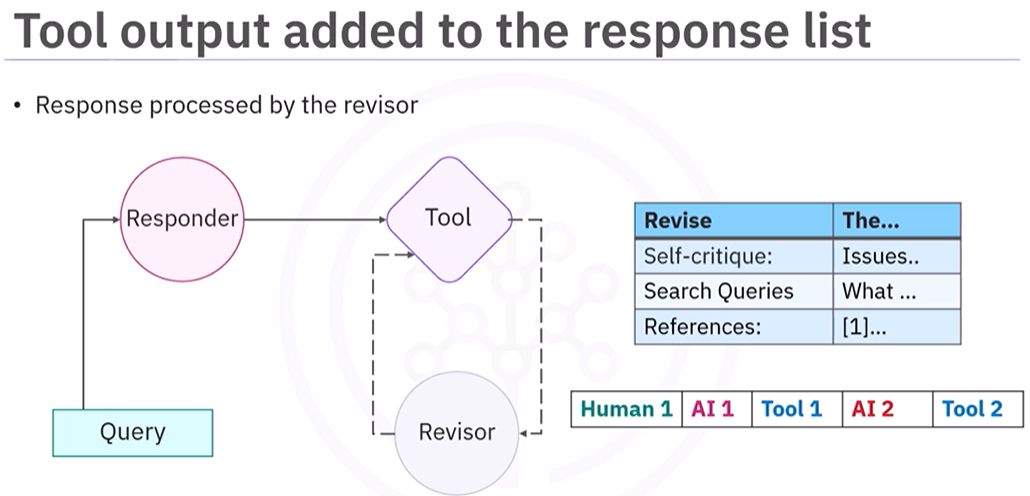 Tool output added to the response list
• Response processed by the revisor
Responder
Tool
Query
Revisor
Revise The...
Self-critique: Issues..
Search Queries What ...
References: [1]...
Human 1 AI 1 Tool 1 AI 2 Tool 2